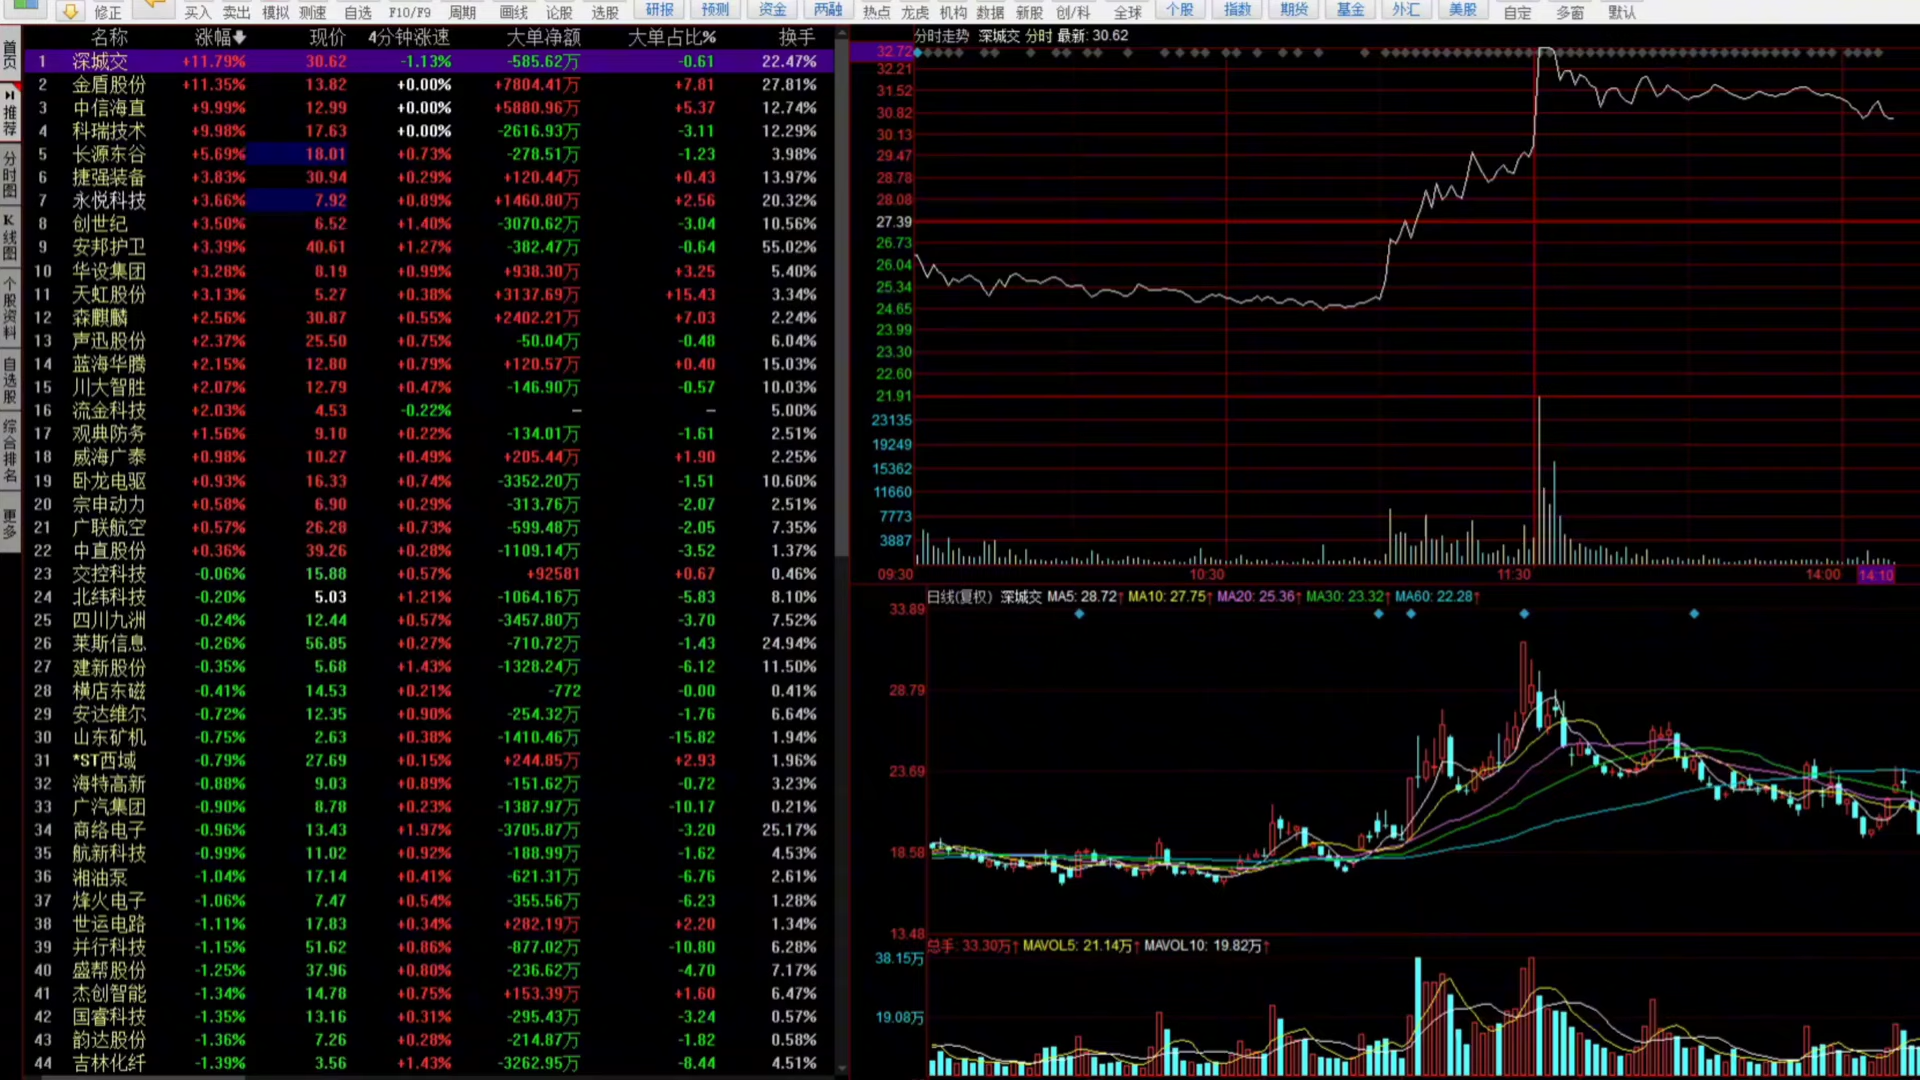 修正 买入 卖出 模拟 测速 自选 F10/F9 周期 画线 论股 选股 研报 预测 资金 两融 热点 龙虎 机构 数据 新股 创/科 全球 个股 指数 期货 基金 外汇 美股 自定 多窗 默认
首页
推荐
分时图
K线图
个股资料
自选股
综合排名
更多
名称 涨幅 现价 4分钟涨速 大单净额 大单占比% 换手
1 深城交 +11.79% 30.62 -1.13% -585.62万 -0.61 22.47%
2 金盾股份 +11.35% 13.82 +0.00% +7804.41万 +7.81 27.81%
3 中信海直 +9.99% 12.99 +0.00% +5880.96万 +5.37 12.74%
4 科瑞技术 +9.98% 17.63 +0.00% -2616.93万 -3.11 12.29%
5 长源东谷 +5.69% 18.01 +0.73% -278.51万 -1.23 3.98%
6 捷强装备 +3.83% 30.94 +0.29% +120.44万 +0.43 13.97%
7 永悦科技 +3.66% 7.92 +0.89% +1460.80万 +2.56 20.32%
8 创世纪 +3.50% 6.52 +1.40% -3070.62万 -3.04 10.56%
9 安邦护卫 +3.39% 40.61 +1.27% -382.47万 -0.64 55.02%
10 华设集团 +3.28% 8.19 +0.99% +938.30万 +3.25 5.40%
11 天虹股份 +3.13% 5.27 +0.38% +3137.69万 +15.43 3.34%
12 森麒麟 +2.56% 30.87 +0.55% +2402.21万 +7.03 2.24%
13 声迅股份 +2.37% 25.50 +0.75% -50.04万 -0.48 6.04%
14 蓝海华腾 +2.15% 12.80 +0.79% +120.57万 +0.40 15.03%
15 川大智胜 +2.07% 12.79 +0.47% -146.90万 -0.57 10.03%
16 流金科技 +2.03% 4.53 -0.22% — — 5.00%
17 观典防务 +1.56% 9.10 +0.22% -134.01万 -1.61 2.51%
18 威海广泰 +0.98% 10.27 +0.49% +205.44万 +1.90 2.25%
19 卧龙电驱 +0.93% 16.33 +0.74% -3352.20万 -1.51 10.60%
20 宗申动力 +0.58% 6.90 +0.29% -313.76万 -2.07 2.51%
21 广联航空 +0.57% 26.28 +0.73% -599.48万 -2.05 7.35%
22 中直股份 +0.36% 39.26 +0.28% -1109.14万 -3.52 1.37%
23 交控科技 -0.06% 15.88 +0.57% +92581 +0.67 0.46%
24 北纬科技 -0.20% 5.03 +1.21% -1064.16万 -5.83 8.10%
25 四川九洲 -0.24% 12.44 +0.57% -3457.80万 -3.70 7.52%
26 莱斯信息 -0.26% 56.85 +0.27% -710.72万 -1.43 24.94%
27 建新股份 -0.35% 5.68 +1.43% -1328.24万 -6.12 11.50%
28 横店东磁 -0.41% 14.53 +0.21% -772 -0.00 0.41%
29 安达维尔 -0.72% 12.35 +0.90% -254.32万 -1.76 6.64%
30 山东矿机 -0.75% 2.63 +0.38% -1410.46万 -15.82 1.94%
31 *ST西域 -0.79% 27.69 +0.15% +244.85万 +2.93 1.96%
32 海特高新 -0.88% 9.03 +0.89% -151.62万 -0.72 3.23%
33 广汽集团 -0.90% 8.78 +0.23% -1387.97万 -10.17 0.21%
34 商络电子 -0.96% 13.43 +1.97% -3705.87万 -3.20 25.17%
35 航新科技 -0.99% 11.02 +0.92% -188.99万 -1.62 4.53%
36 湘油泵 -1.04% 17.14 +0.41% -621.31万 -6.76 2.61%
37 烽火电子 -1.06% 7.47 +0.54% -355.56万 -6.23 1.28%
38 世运电路 -1.11% 17.83 +0.34% +282.19万 +2.20 1.34%
39 并行科技 -1.15% 51.62 +0.86% -877.02万 -10.80 6.28%
40 盛帮股份 -1.25% 37.96 +0.80% -236.62万 -4.70 7.17%
41 杰创智能 -1.34% 14.78 +0.75% +153.39万 +1.60 6.47%
42 国睿科技 -1.35% 13.16 +0.31% -295.43万 -3.24 0.57%
43 韵达股份 -1.36% 7.26 +0.28% -214.87万 -1.82 0.58%
44 吉林化纤 -1.39% 3.56 +1.43% -3262.95万 -8.44 4.51%
分时走势 深城交 分时 最新: 30.62
32.72
32.21
31.52
30.82
30.13
29.47
28.78
28.08
27.39
26.73
26.04
25.34
24.65
23.99
23.30
22.60
21.91
23135
19249
15362
11660
7773
3887
09:30 10:30 11:30 14:00 14:10
日线(复权) 深城交 MA5: 28.72↑ MA10: 27.75↑ MA20: 25.36↑ MA30: 23.32↑ MA60: 22.28↑
33.89
28.79
23.69
18.58
13.48
总手: 33.30万↑ MAVOL5: 21.14万↑ MAVOL10: 19.82万↑
38.15万
19.08万